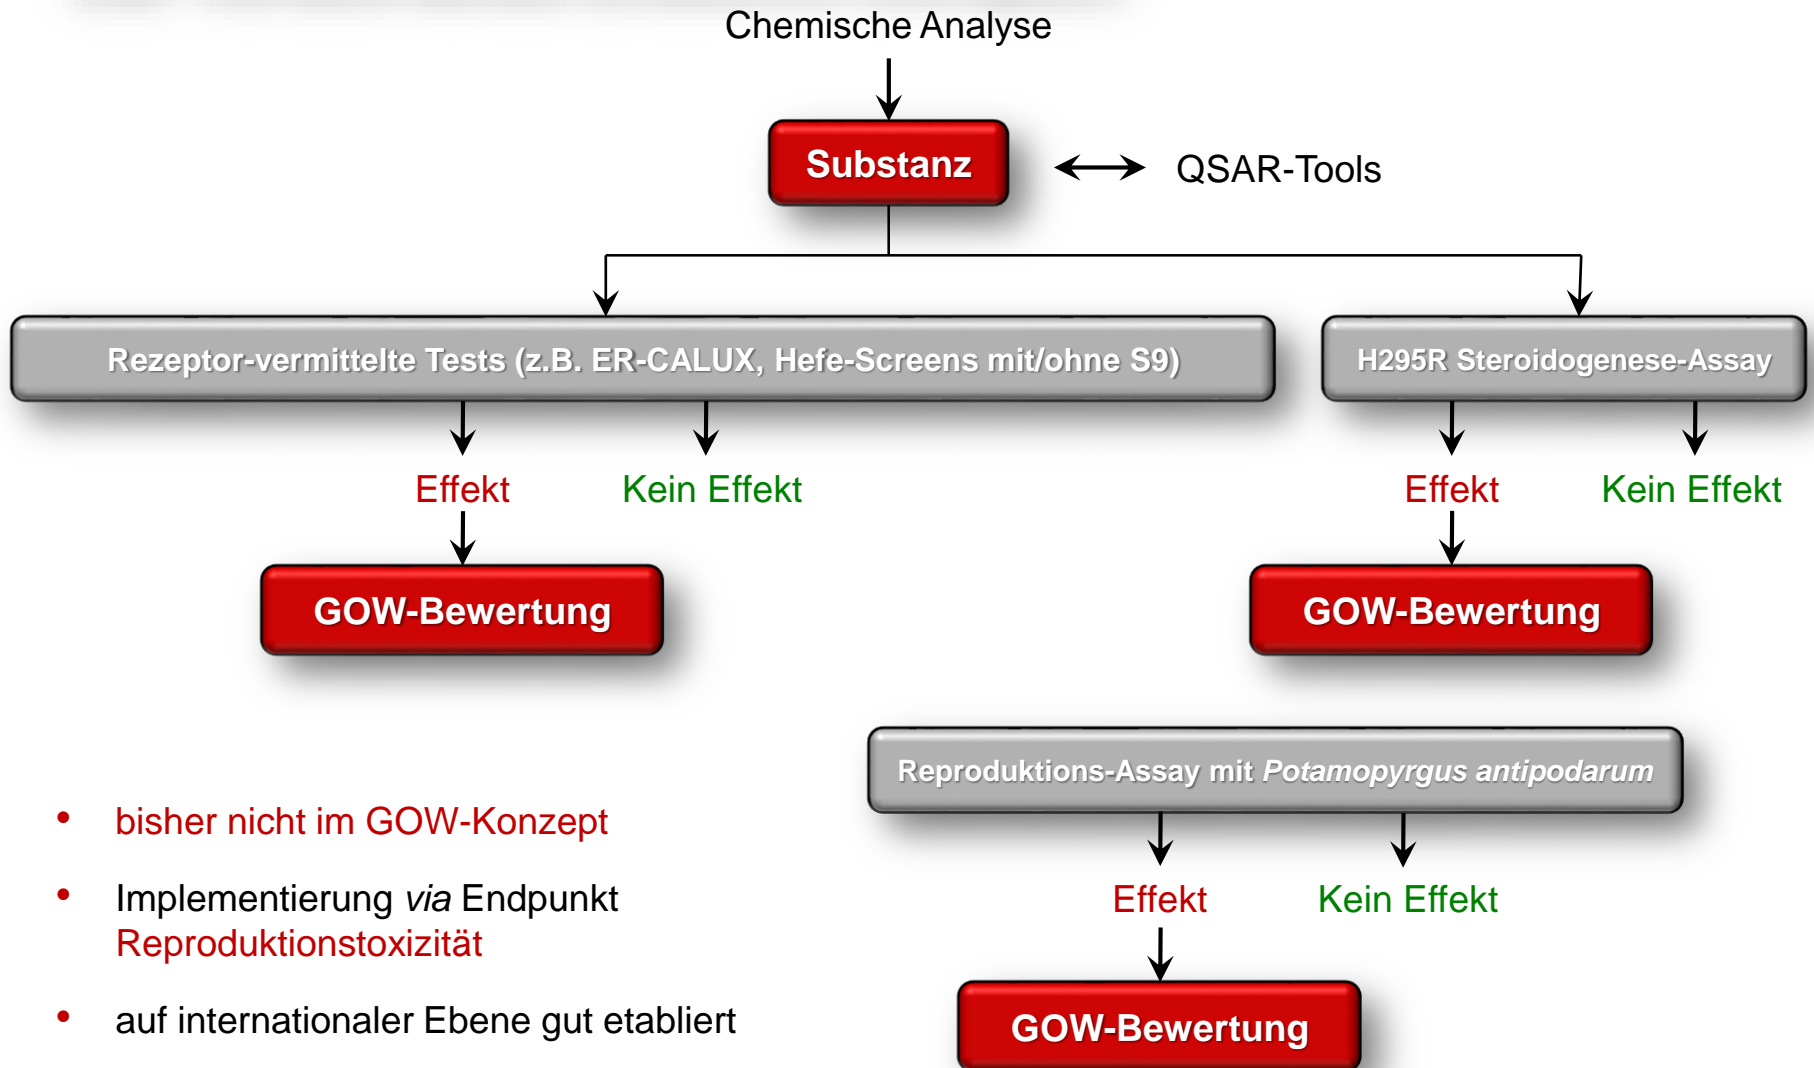 Chemische Analyse
Substanz
QSAR-Tools
Rezeptor-vermittelte Tests (z.B. ER-CALUX, Hefe-Screens mit/ohne S9)
H295R Steroidogenese-Assay
Effekt
Kein Effekt
Effekt
Kein Effekt
GOW-Bewertung
GOW-Bewertung
Reproduktions-Assay mit Potamopyrgus antipodarum
Effekt
Kein Effekt
GOW-Bewertung
• bisher nicht im GOW-Konzept
• Implementierung via Endpunkt
Reproduktionstoxizität
• auf internationaler Ebene gut etabliert